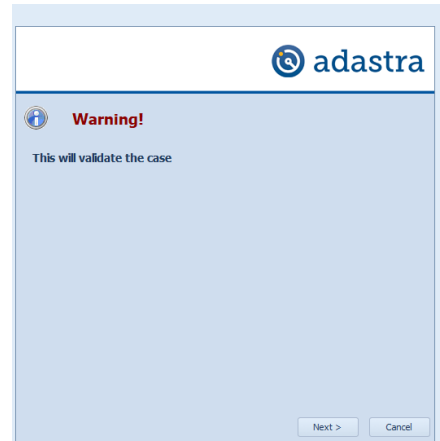 adastra
Warning!
This will validate the case
Next >
Cancel